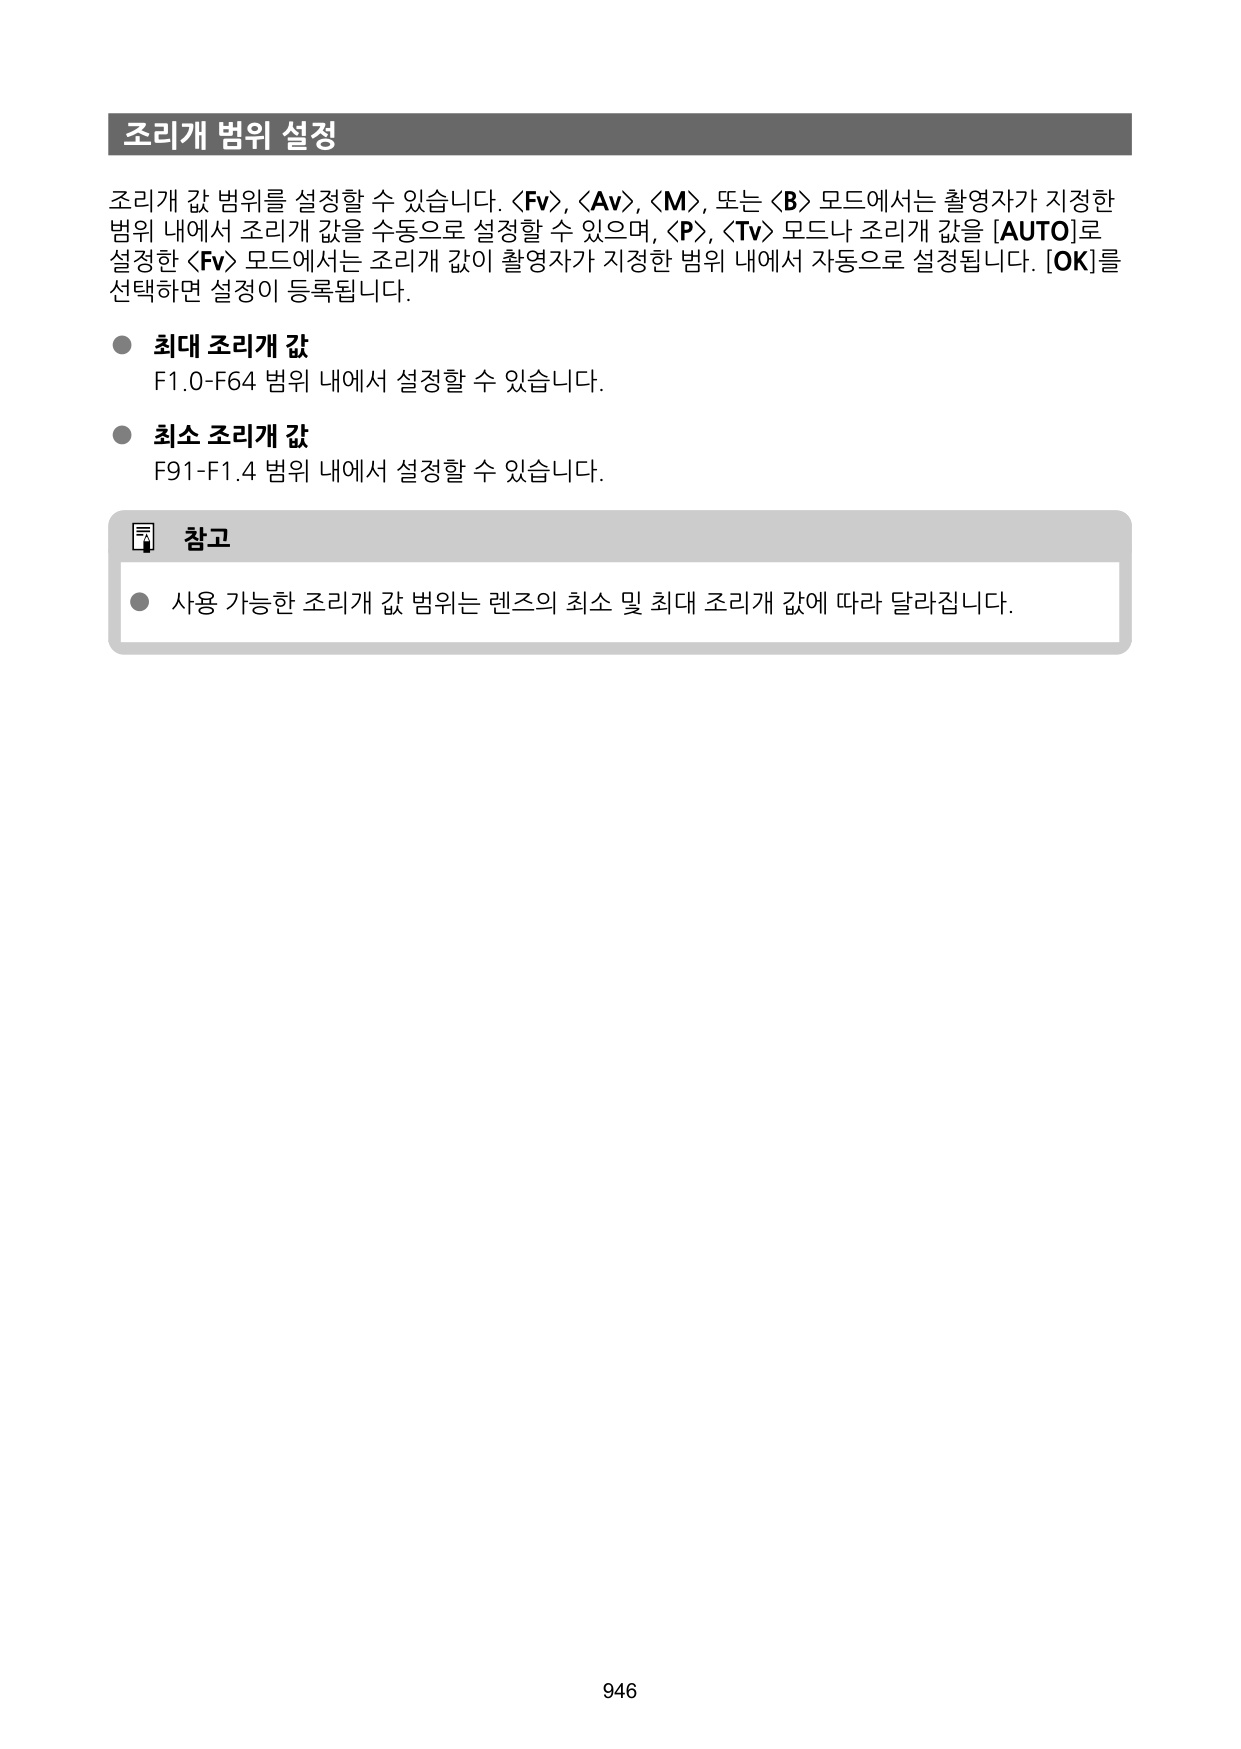 조리개 범위 설정
조리개 값 범위를 설정할 수 있습니다. <Fv>, <Av>, <M>, 또는 <B> 모드에서는 촬영자가 지정한
범위 내에서 조리개 값을 수동으로 설정할 수 있으며, <P>, <Tv> 모드나 조리개 값을 [AUTO]로
설정한 <Fv> 모드에서는 조리개 값이 촬영자가 지정한 범위 내에서 자동으로 설정됩니다. [OK]를
선택하면 설정이 등록됩니다.
● 최대 조리개 값
F1.0-F64 범위 내에서 설정할 수 있습니다.
● 최소 조리개 값
F91-F1.4 범위 내에서 설정할 수 있습니다.
참고
● 사용 가능한 조리개 값 범위는 렌즈의 최소 및 최대 조리개 값에 따라 달라집니다.
946